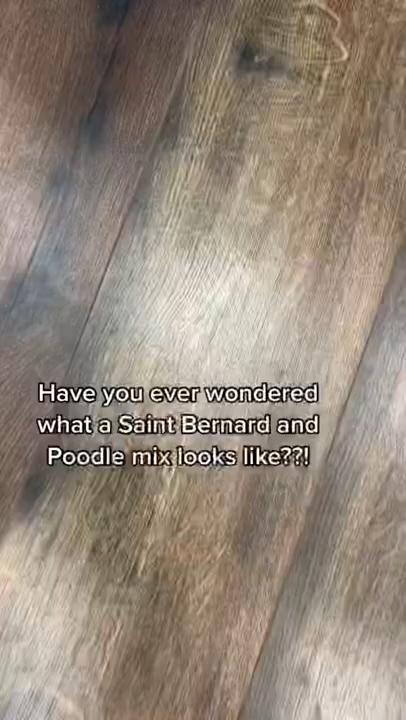 Have you ever wondered
what a Saint Bernard and
Poodle mix looks like??!